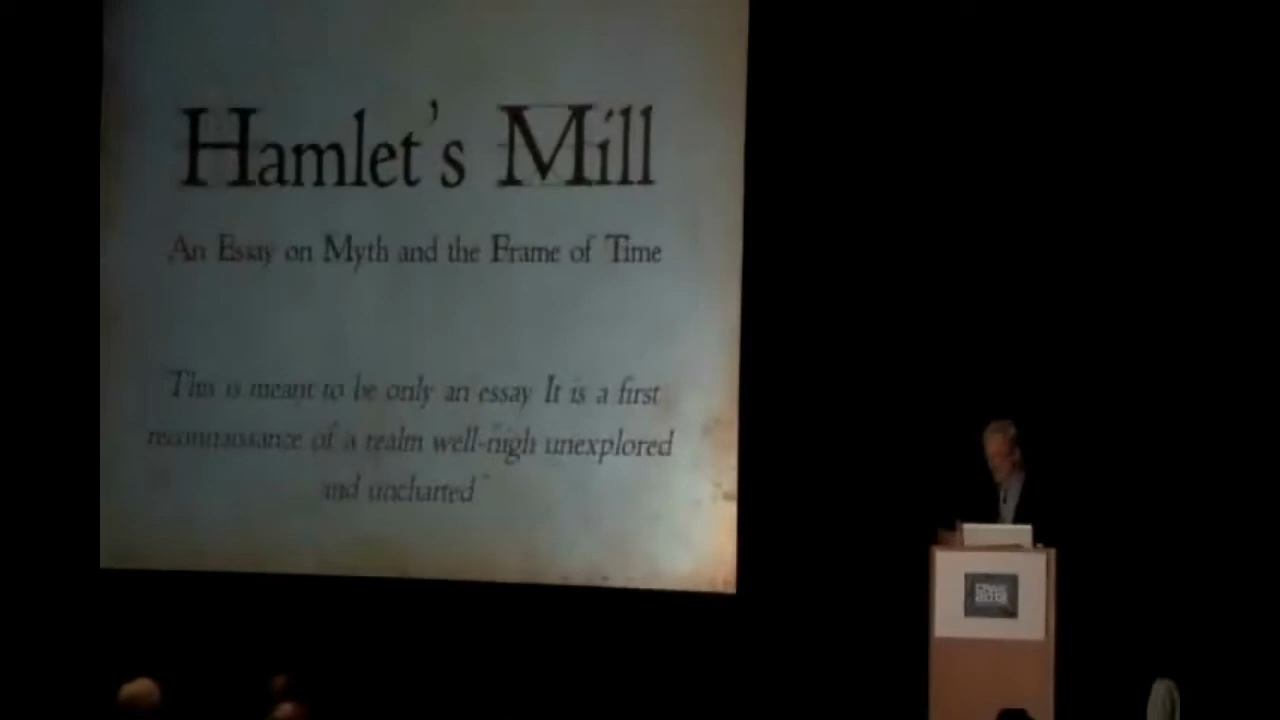 Hamlet's Mill
An Essay on Myth and the Frame of Time
"This is meant to be only an essay It is a first
reconnaissance of a realm well-nigh unexplored
and uncharted"